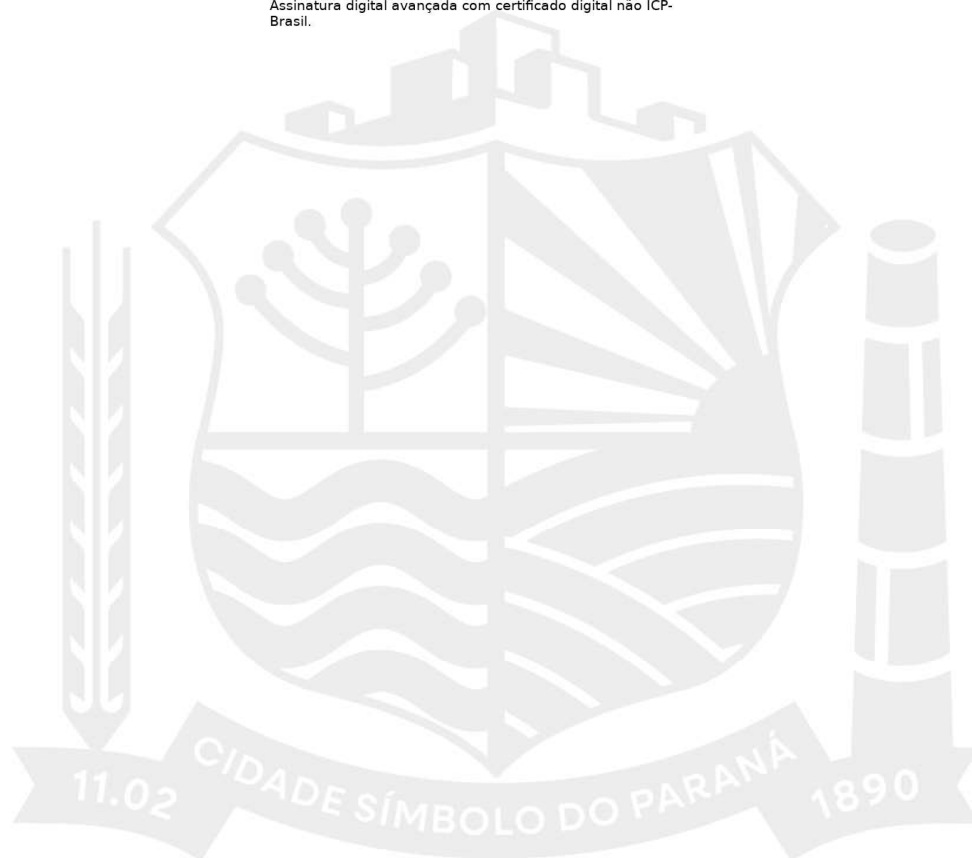 Assinatura digital avançada com certificado digital não ICP-
Brasil.
11.02
CIDADE SÍMBOLO DO PARANÁ
1890